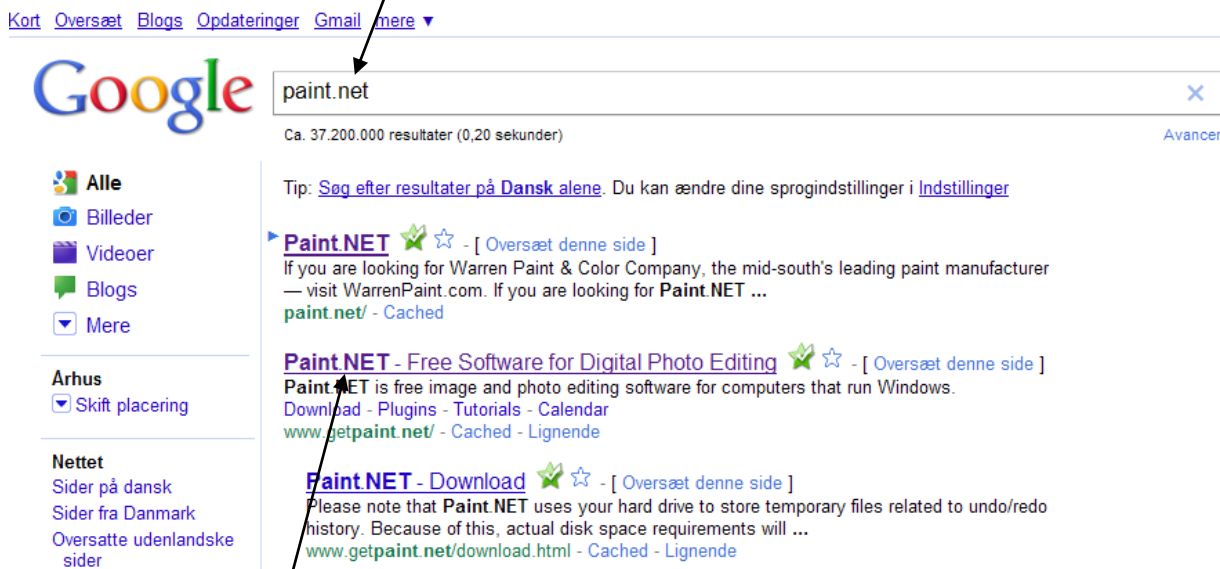 Kort Oversæt Blogs Opdateringer Gmail mere ▼
Google
paint.net
Ca. 37.200.000 resultater (0,20 sekunder)
Avancer
Alle
Billeder
Videoer
Blogs
Mere
Arhus
Skift placering
Nettet
Sider på dansk
Sider fra Danmark
Oversatte udenlandske
sider
Tip: Søg efter resultater på Dansk alene. Du kan ændre dine sprogindstillinger i Indstillinger
Paint.NET - [ Oversæt denne side ]
If you are looking for Warren Paint & Color Company, the mid-south's leading paint manufacturer
— visit WarrenPaint.com. If you are looking for Paint.NET ...
paint.net/ - Cached
Paint.NET - Free Software for Digital Photo Editing - [ Oversæt denne side ]
Paint.NET is free image and photo editing software for computers that run Windows.
Download - Plugins - Tutorials - Calendar
www.getpaint.net/ - Cached - Lignende
Paint.NET - Download - [ Oversæt denne side ]
Please note that Paint.NET uses your hard drive to store temporary files related to undo/redo
history. Because of this, actual disk space requirements will ...
www.getpaint.net/download.html - Cached - Lignende